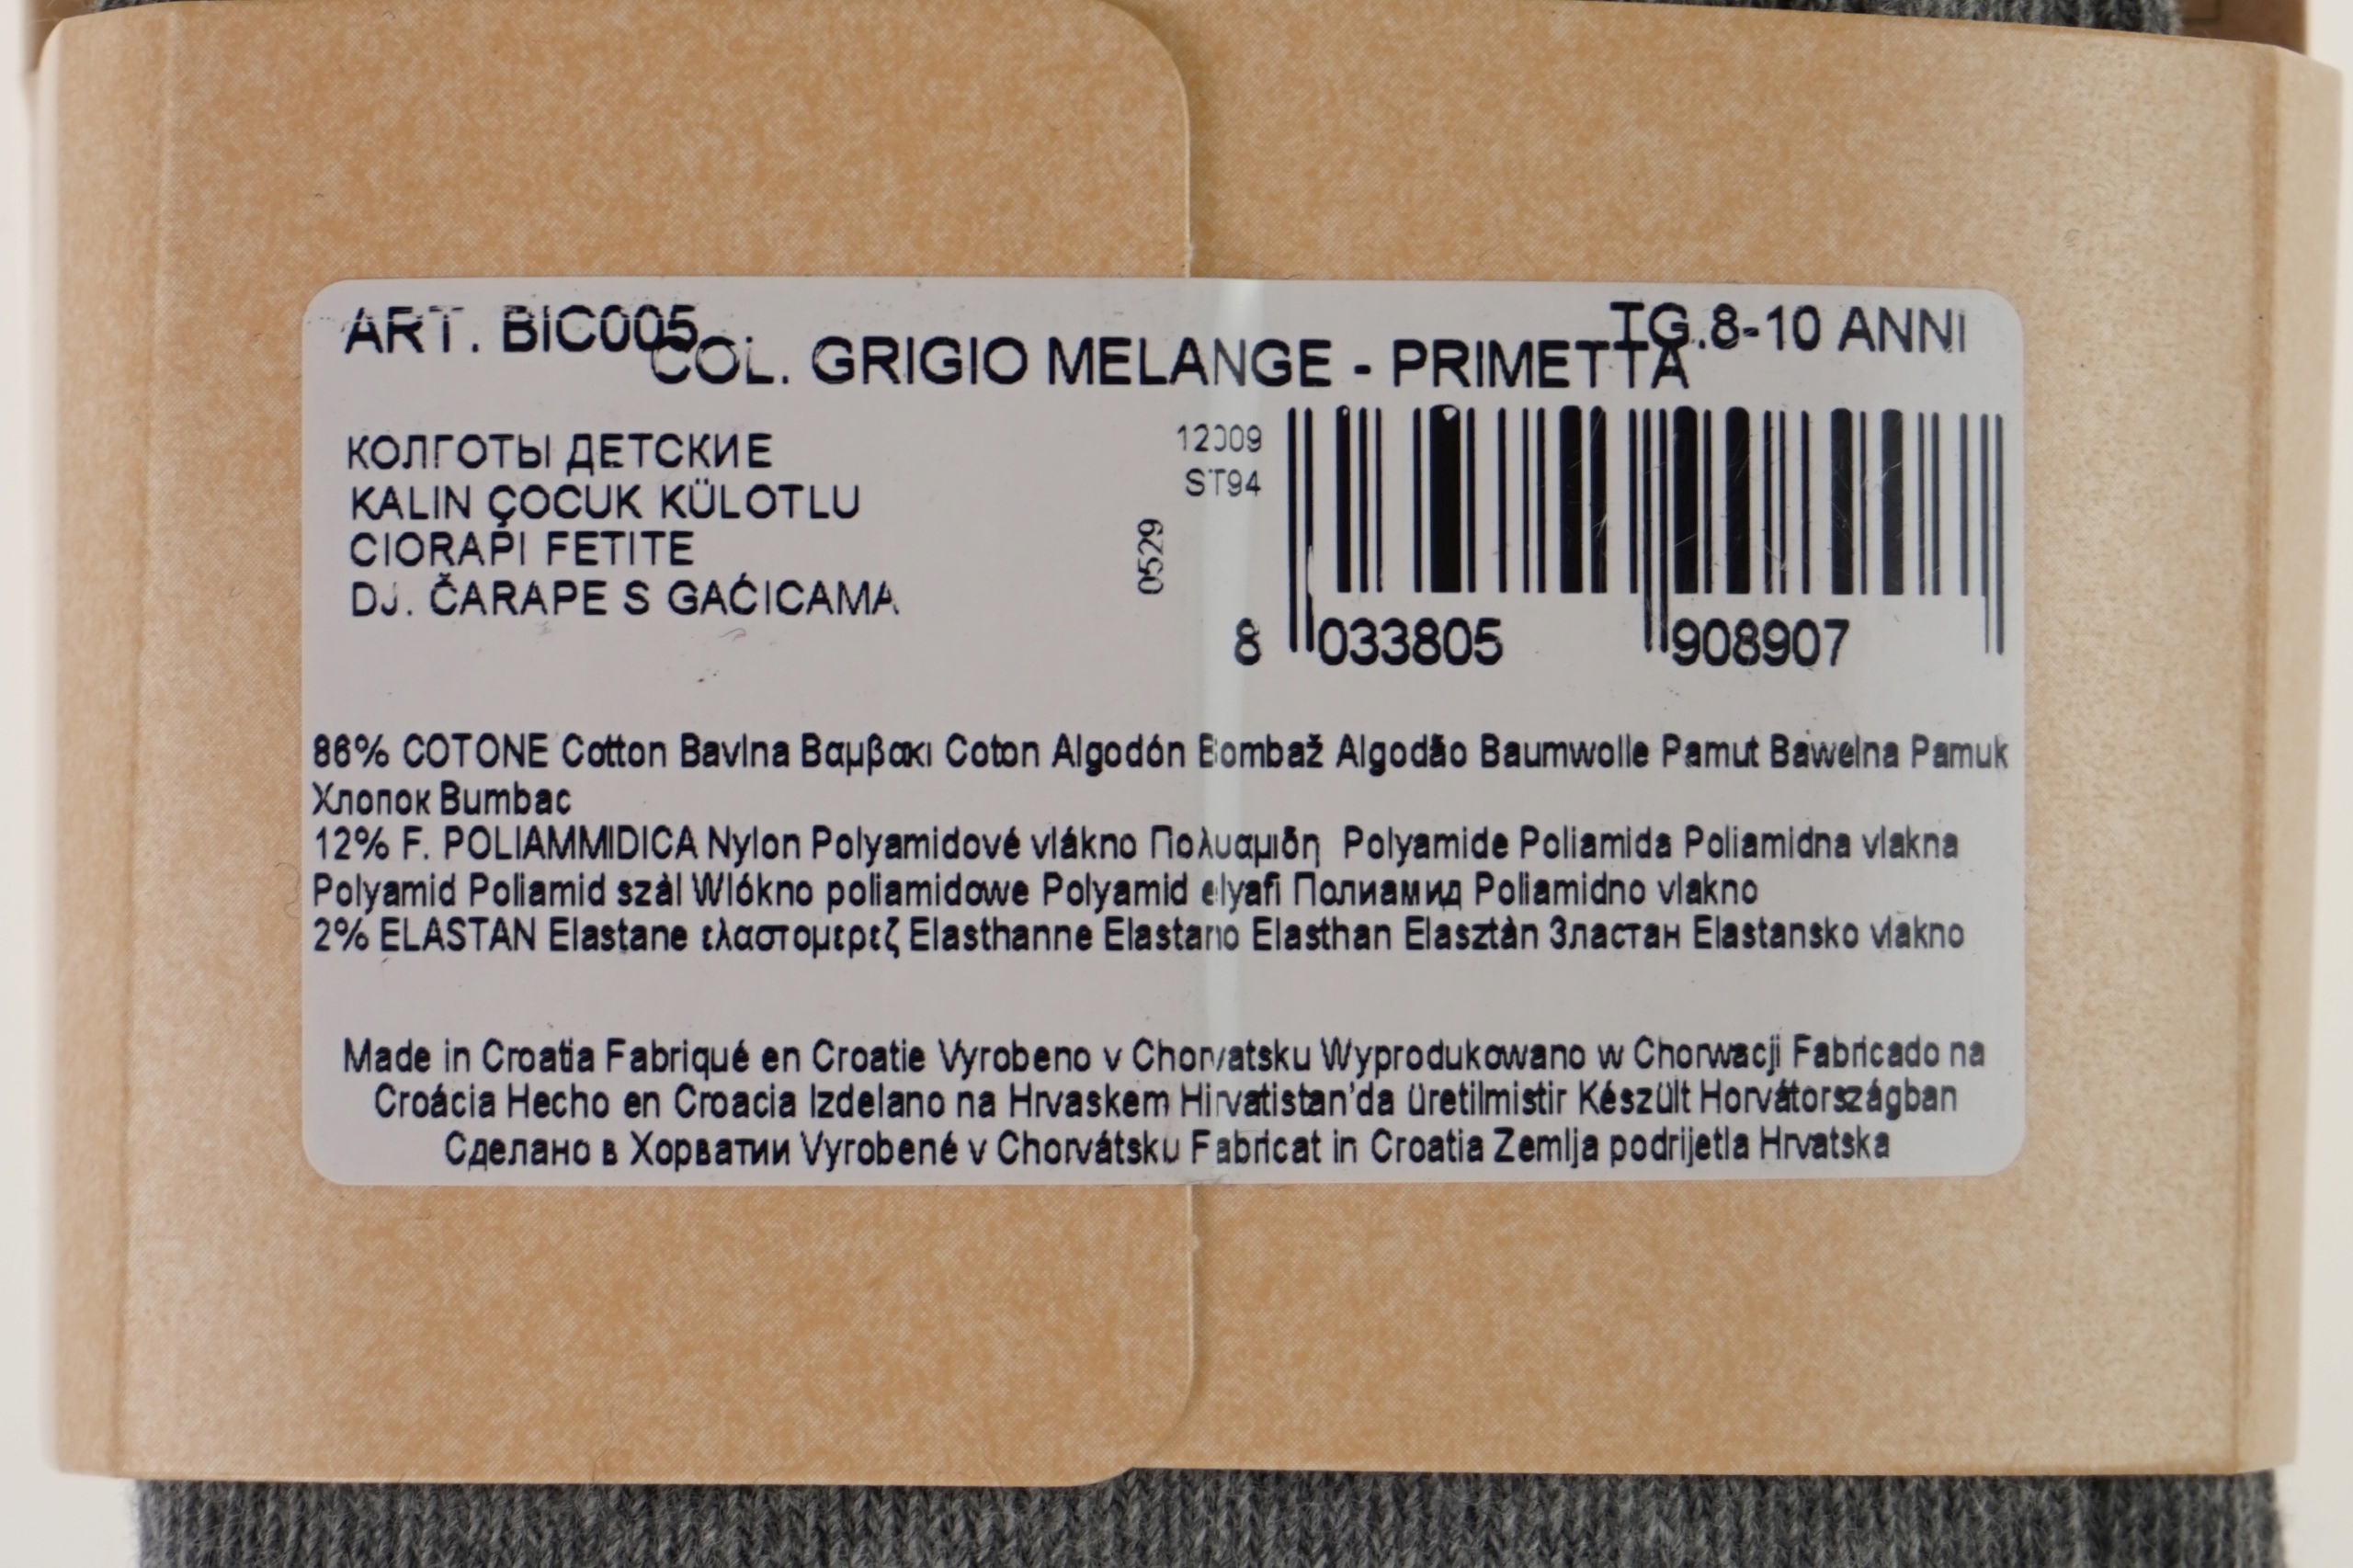 ART. BIC005
TG.8-10 ANNI
COL. GRIGIO MELANGE - PRIMETTA
КОЛГОТЫ ДЕТСКИЕ
KALIN ÇOCUK KÜLOTLU
CIORAPI FETITE
DJ. ČARAPE S GAĆICAMA
12009
ST94
0529
8 033805 908907
86% COTONE Cotton Bavlna Βαμβακι Coton Algodón Bombaž Algodão Baumwolle Pamut Bawelna Pamuk
Хлопок Bumbac
12% F. POLIAMMIDICA Nylon Polyamidové vlákno Πολυαμιδη Polyamide Poliamida Poliamidna vlakna
Polyamid Poliamid szàl Wlókno poliamidowe Polyamid elyafi Полиамид Poliamidno vlakno
2% ELASTAN Elastane ελαστομερεζ Elasthanne Elastano Elasthan Elasztàn Зластан Elastansko vlakno
Made in Croatia Fabriqué en Croatie Vyrobeno v Chorvatsku Wyprodukowano w Chorwacji Fabricado na
Croácia Hecho en Croacia Izdelano na Hrvaskem Hirvatistan'da üretilmistir Készült Horvátországban
Сделано в Хорватии Vyrobené v Chorvátsku Fabricat in Croatia Zemlja podrijetla Hrvatska